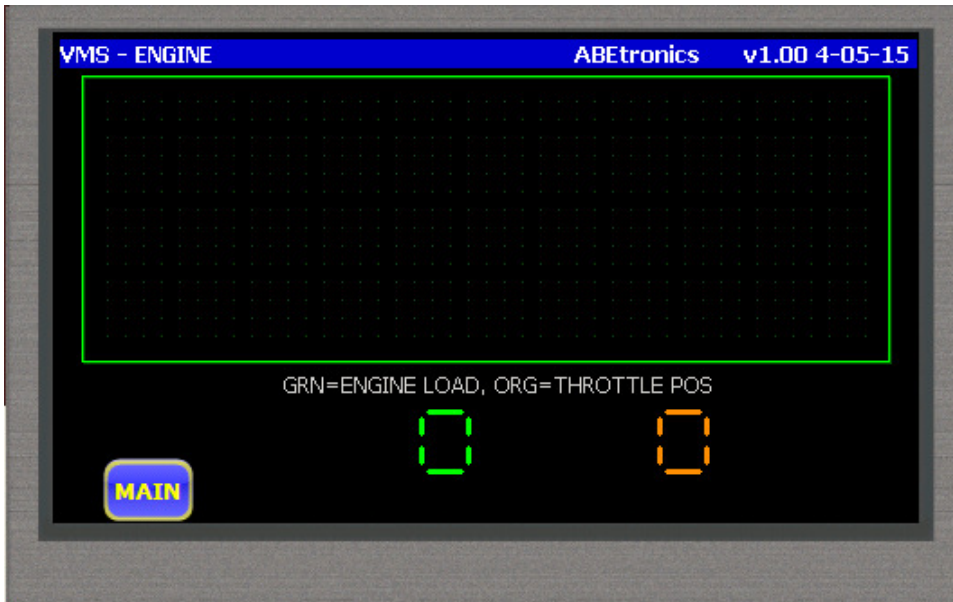 VMS - ENGINE ABEtronics v1.00 4-05-15
GRN=ENGINE LOAD, ORG=THROTTLE POS
0 0
MAIN